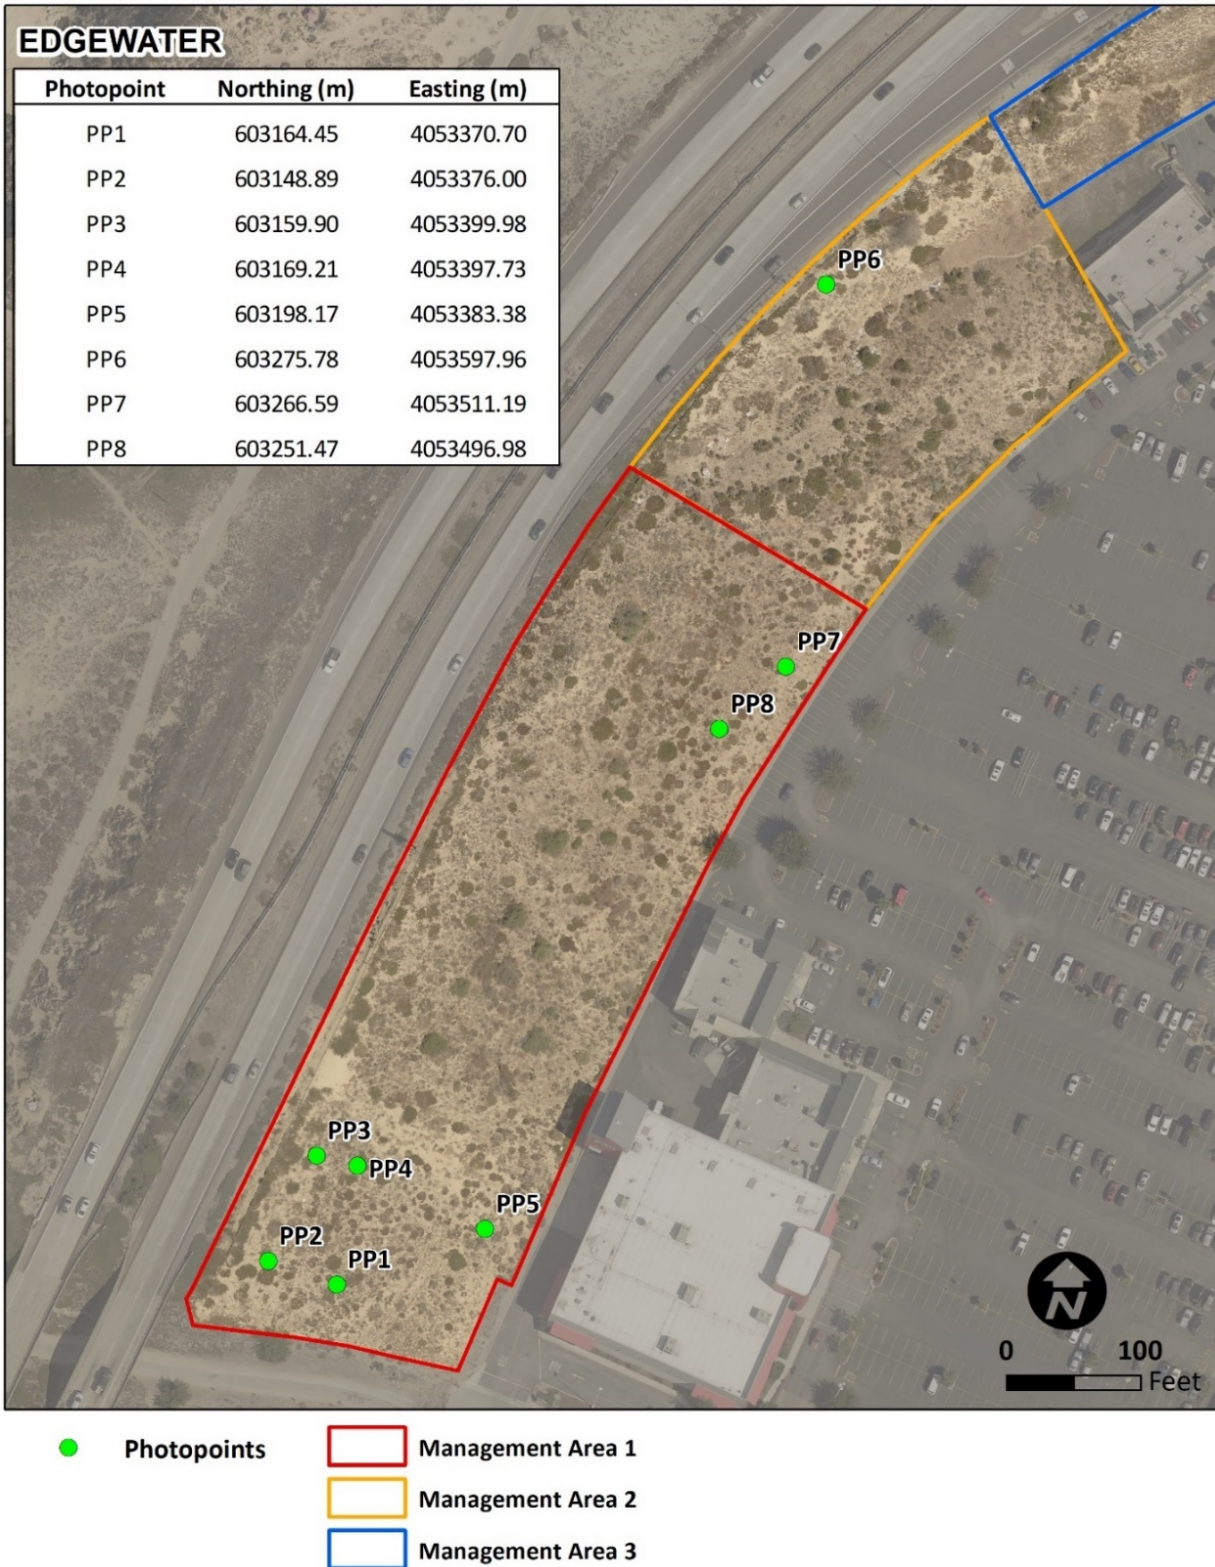 EDGEWATER
Photopoint Northing (m) Easting (m)
PP1 603164.45 4053370.70
PP2 603148.89 4053376.00
PP3 603159.90 4053399.98
PP4 603169.21 4053397.73
PP5 603198.17 4053383.38
PP6 603275.78 4053597.96
PP7 603266.59 4053511.19
PP8 603251.47 4053496.98
PP6
PP7
PP8
PP3
PP4
PP5
PP2
PP1
N
0 100
Feet
Photopoints
Management Area 1
Management Area 2
Management Area 3